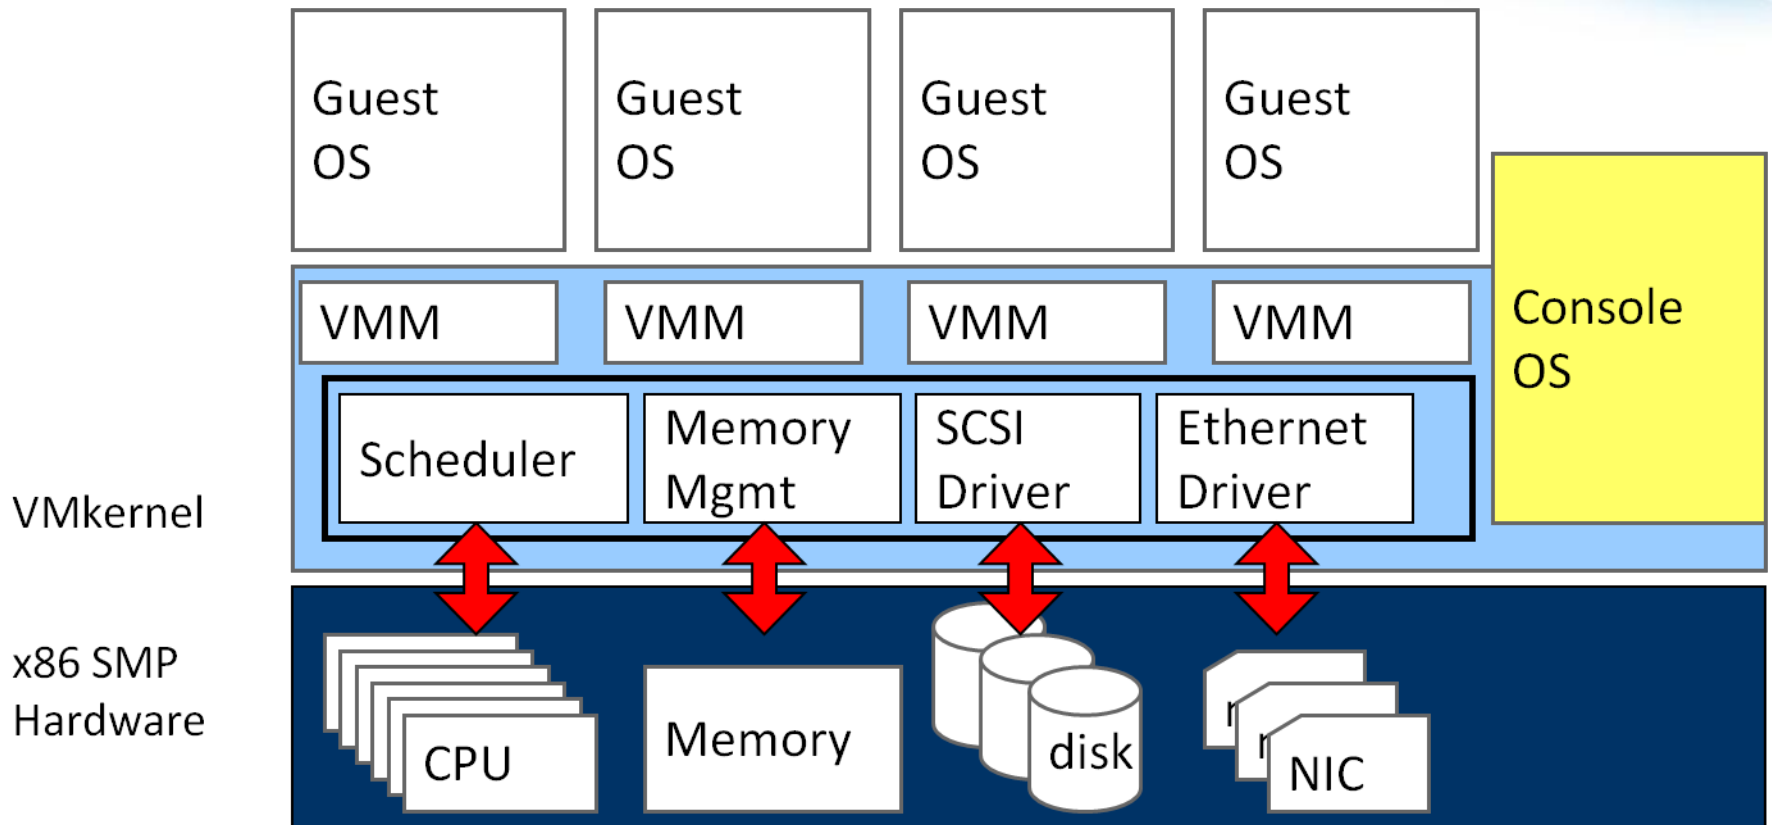 Guest
OS
Guest
OS
Guest
OS
Guest
OS
VMM
VMM
VMM
VMM
Console
OS
Scheduler
Memory
Mgmt
SCSI
Driver
Ethernet
Driver
VMkernel
x86 SMP
Hardware
CPU
Memory
disk
NIC